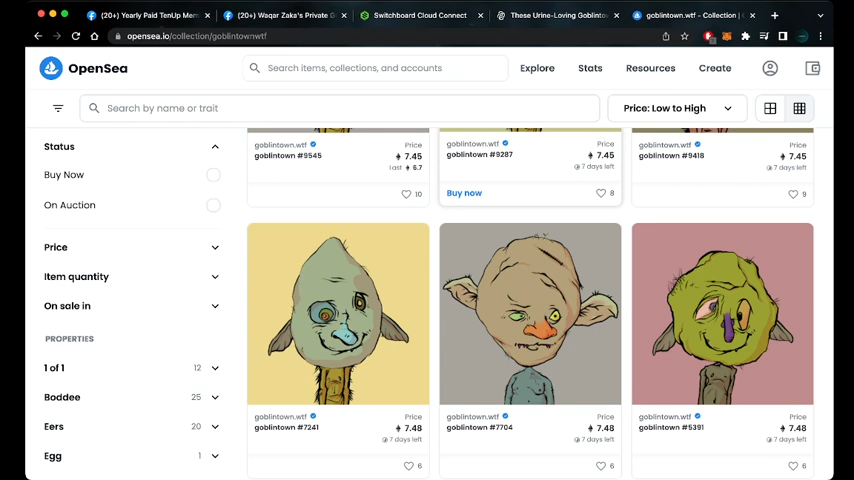 (20+) Yearly Paid TenUp Mem
(20+) Waqar Zaka's Private G
Switchboard Cloud Connect
These Urine-Loving Goblinto
goblintown.wtf - Collection |
opensea.io/collection/goblintownwtf
OpenSea
Search items, collections, and accounts
Explore
Stats
Resources
Create
Search by name or trait
Price: Low to High
Status
Buy Now
On Auction
Price
Item quantity
On sale in
PROPERTIES
1 of 1
12
Boddee
25
Eers
20
Egg
1
goblintown.wtf
Price
goblintown #9545
7.45
Last 6.7
10
goblintown.wtf
Price
goblintown #9287
7.45
7 days left
Buy now
8
goblintown.wtf
Price
goblintown #9418
7.45
7 days left
9
goblintown.wtf
Price
goblintown #7241
7.48
7 days left
6
goblintown.wtf
Price
goblintown #7704
7.48
7 days left
6
goblintown.wtf
Price
goblintown #5391
7.48
7 days left
6